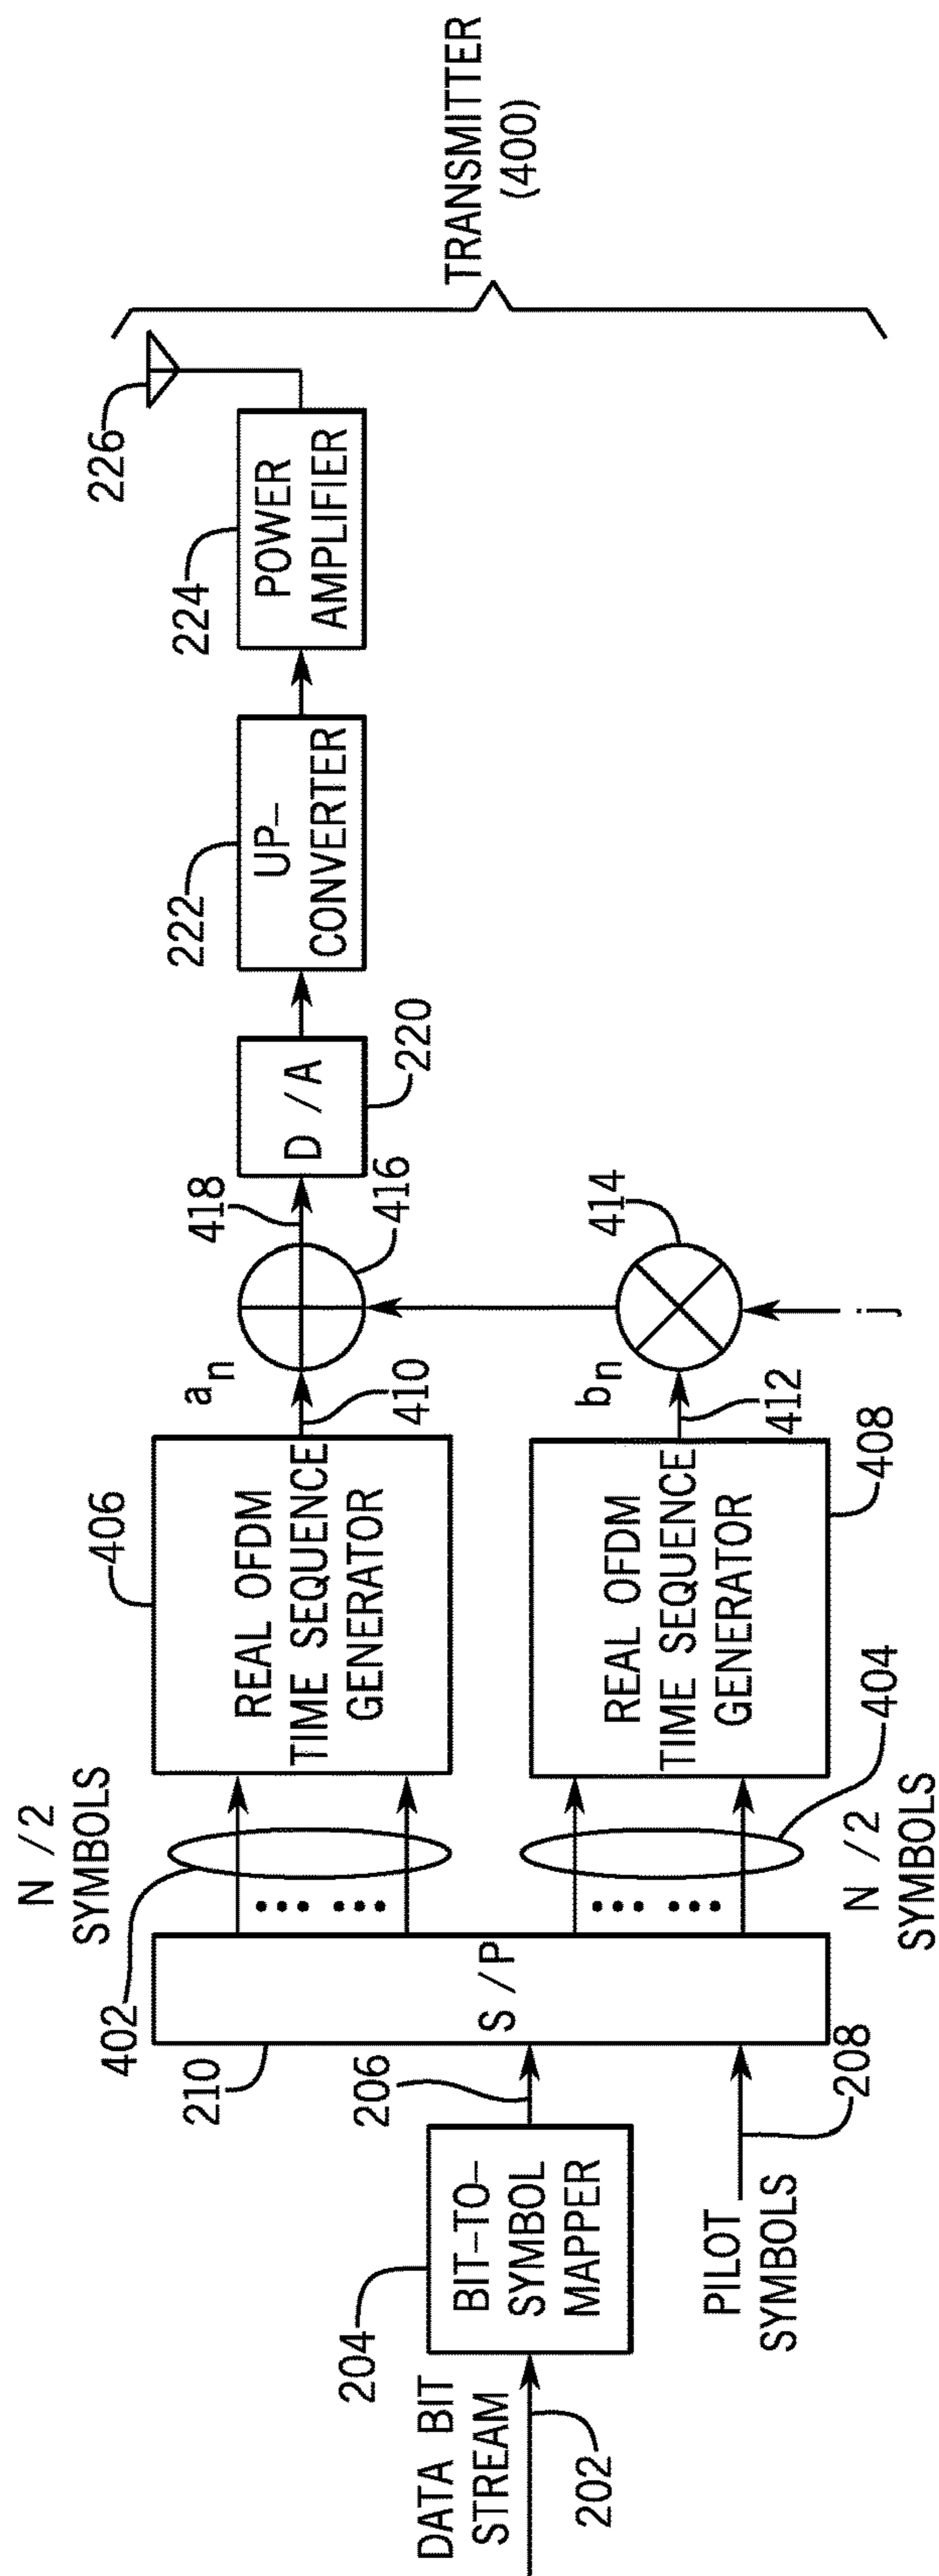 DATA BIT
STREAM
202
204
BIT-TO-
SYMBOL
MAPPER
206
PILOT
SYMBOLS
208
210
S/P
402
N/2
SYMBOLS
N/2
SYMBOLS
404
406
REAL OFDM
TIME SEQUENCE
GENERATOR
REAL OFDM
TIME SEQUENCE
GENERATOR
408
an
410
bn
412
414
j
416
418
D/A
220
222
UP-
CONVERTER
224
POWER
AMPLIFIER
226
TRANSMITTER
(400)